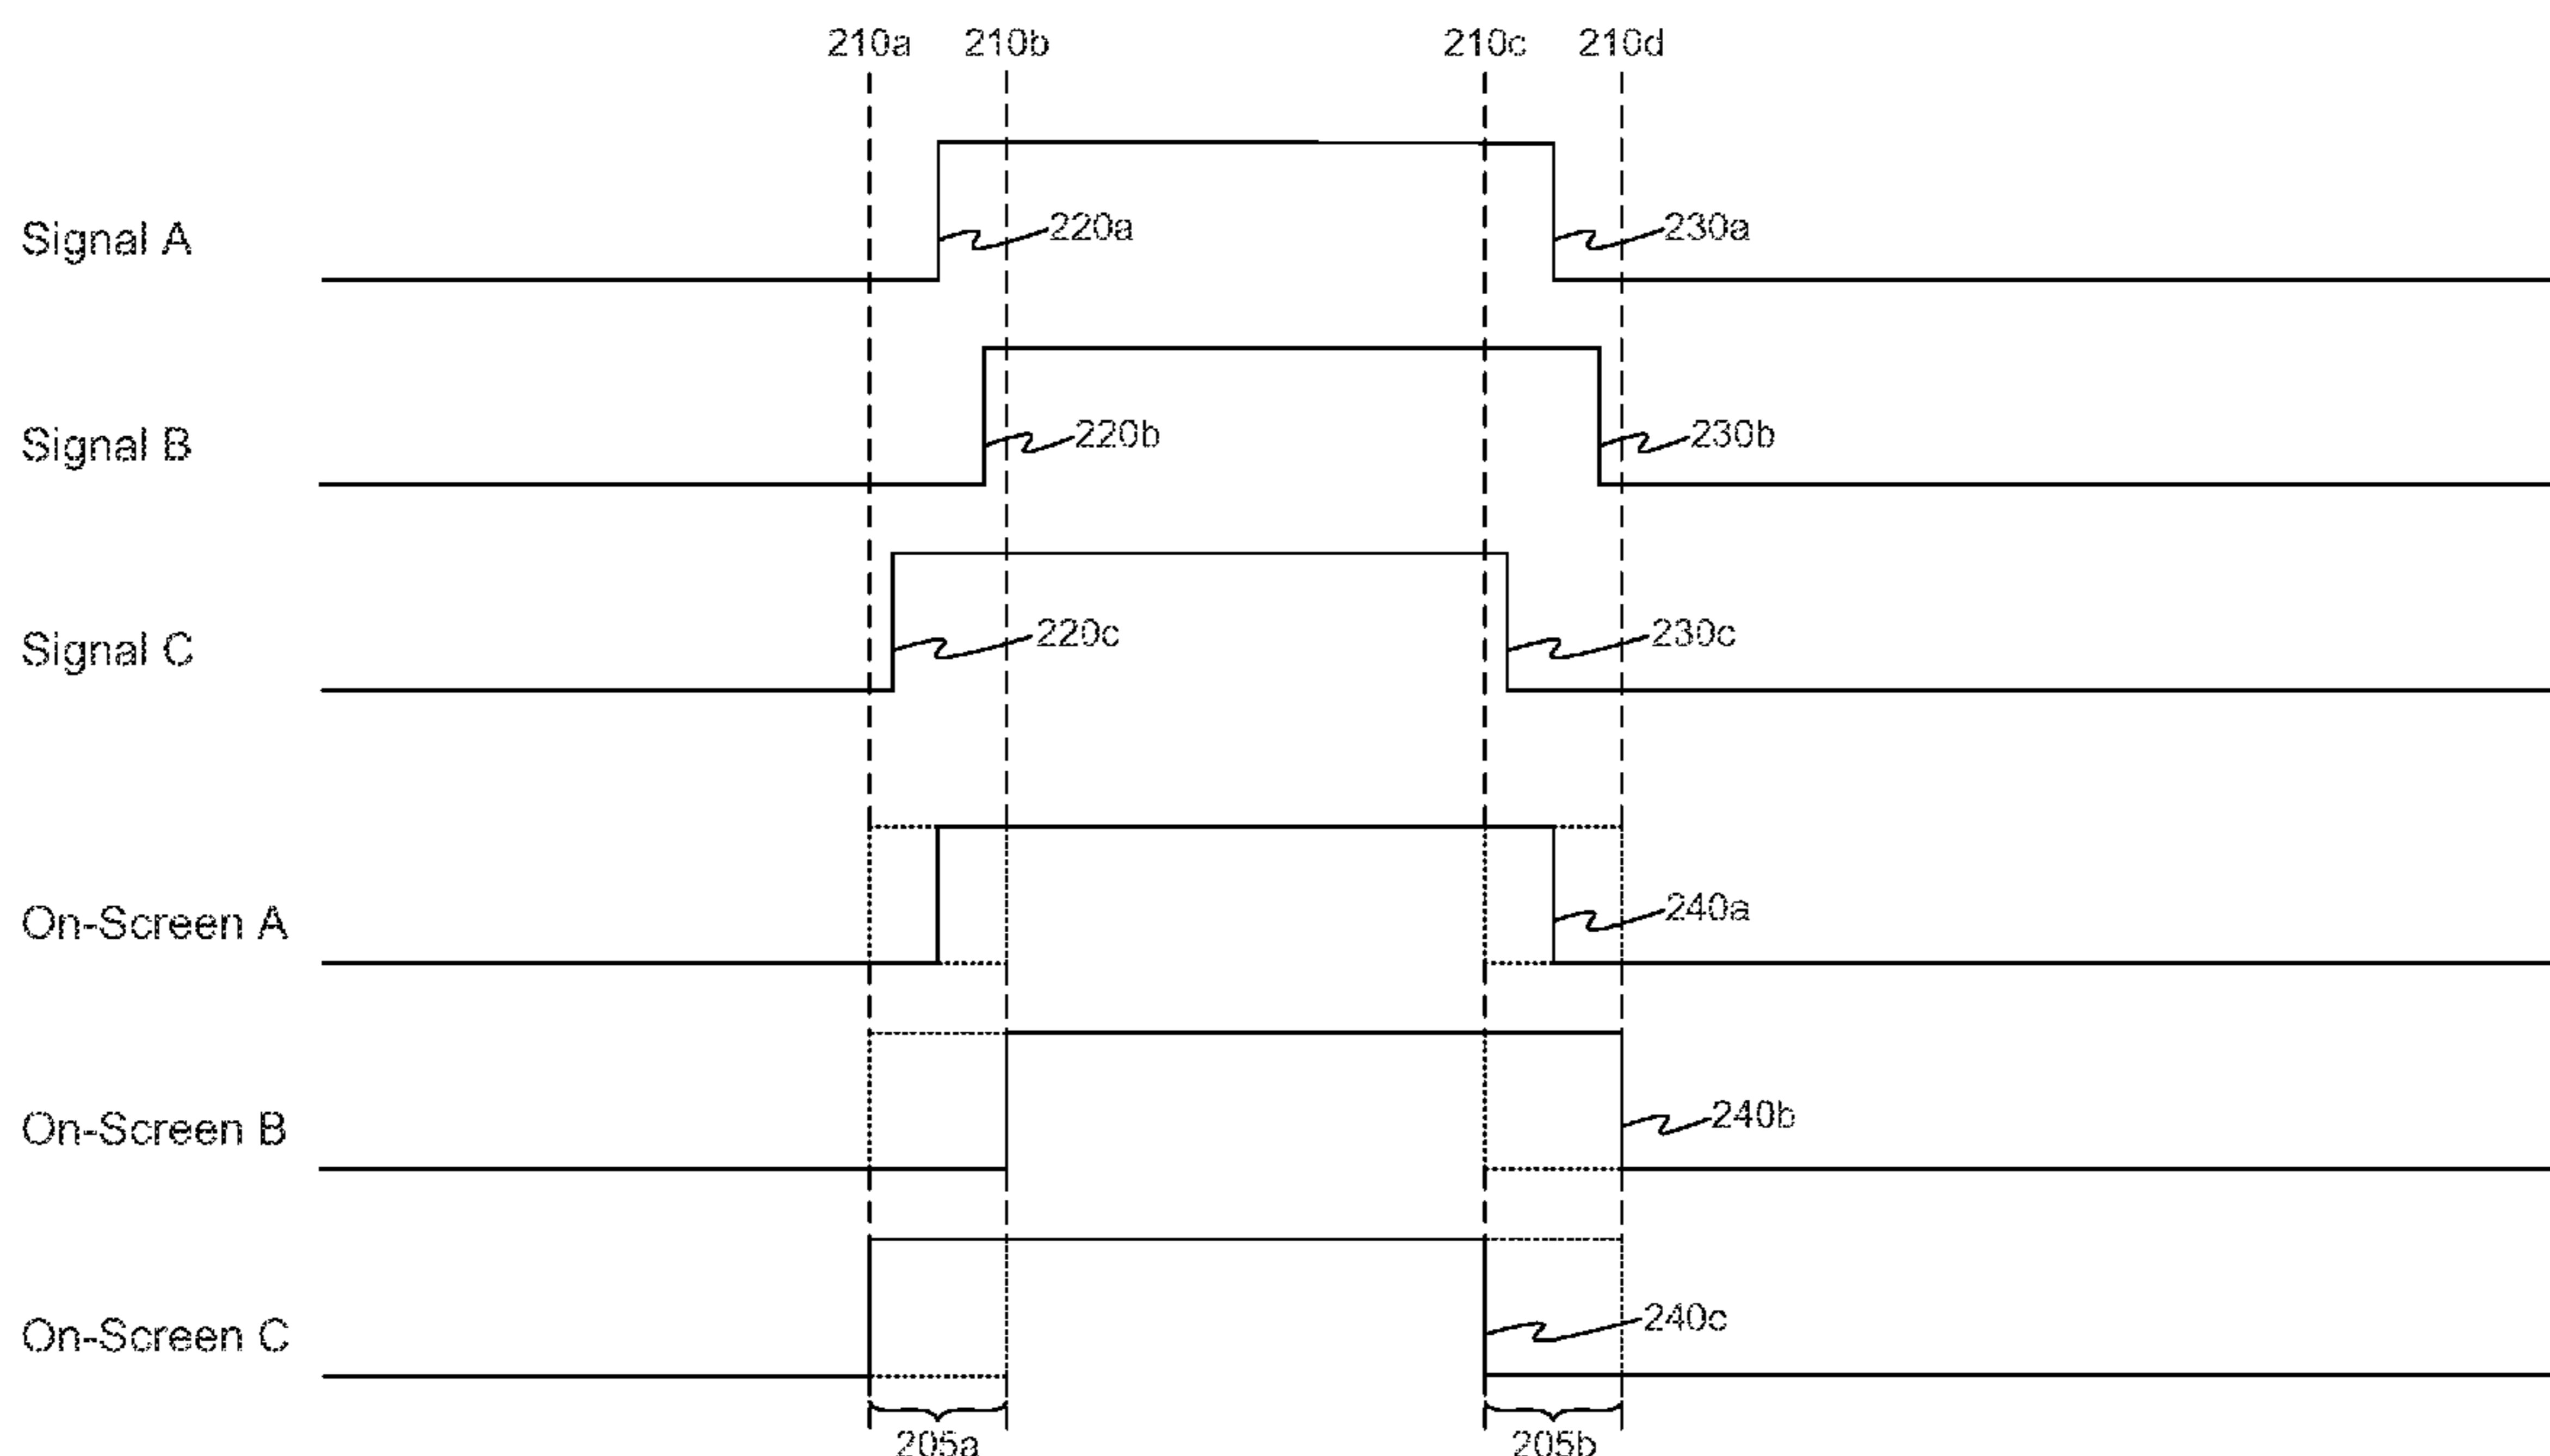 210a 210b 210c 210d
Signal A 220a 230a
Signal B 220b 230b
Signal C 220c 230c
On-Screen A 240a
On-Screen B 240b
On-Screen C 240c
205a 205b